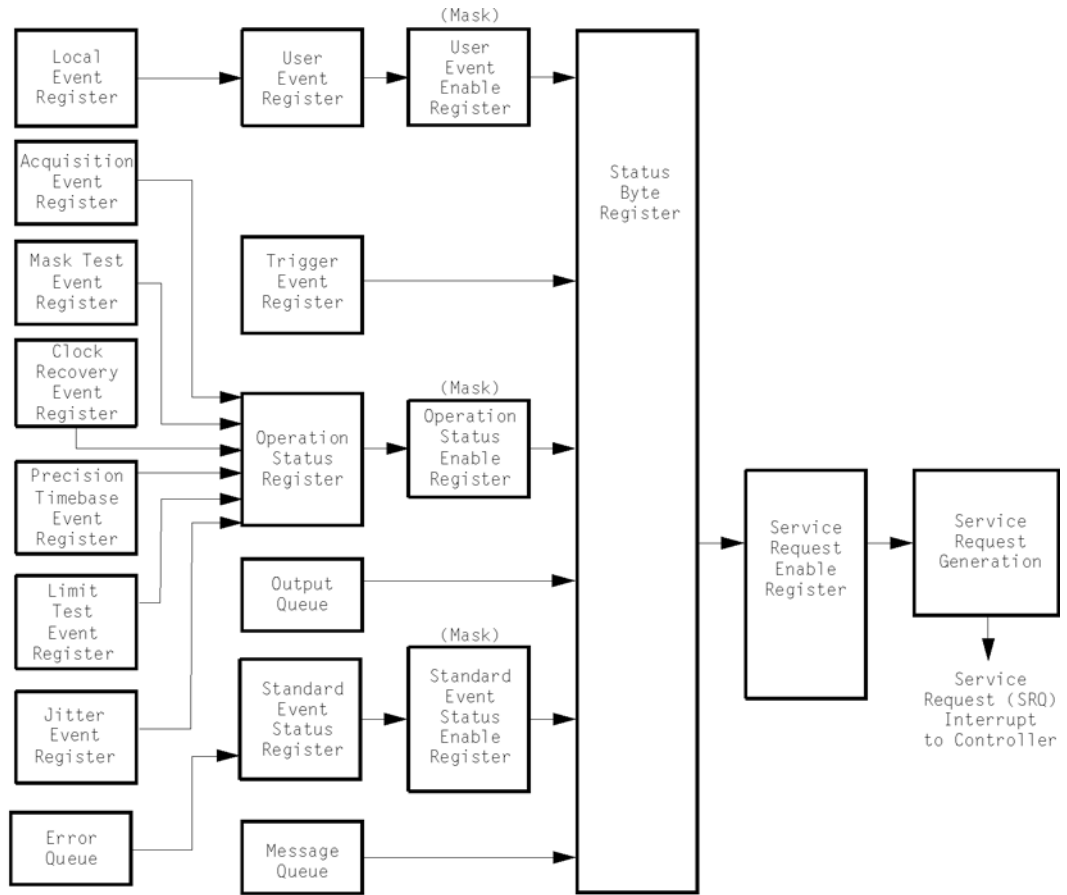 Local
Event
Register
User
Event
Register
(Mask)
User
Event
Enable
Register
Acquisition
Event
Register
Mask Test
Event
Register
Clock
Recovery
Event
Register
Precision
Timebase
Event
Register
Limit
Test
Event
Register
Jitter
Event
Register
Error
Queue
Trigger
Event
Register
Operation
Status
Register
(Mask)
Operation
Status
Enable
Register
Output
Queue
Standard
Event
Status
Register
(Mask)
Standard
Event
Status
Enable
Register
Message
Queue
Status
Byte
Register
Service
Request
Enable
Register
Service
Request
Generation
Service
Request (SRQ)
Interrupt
to Controller